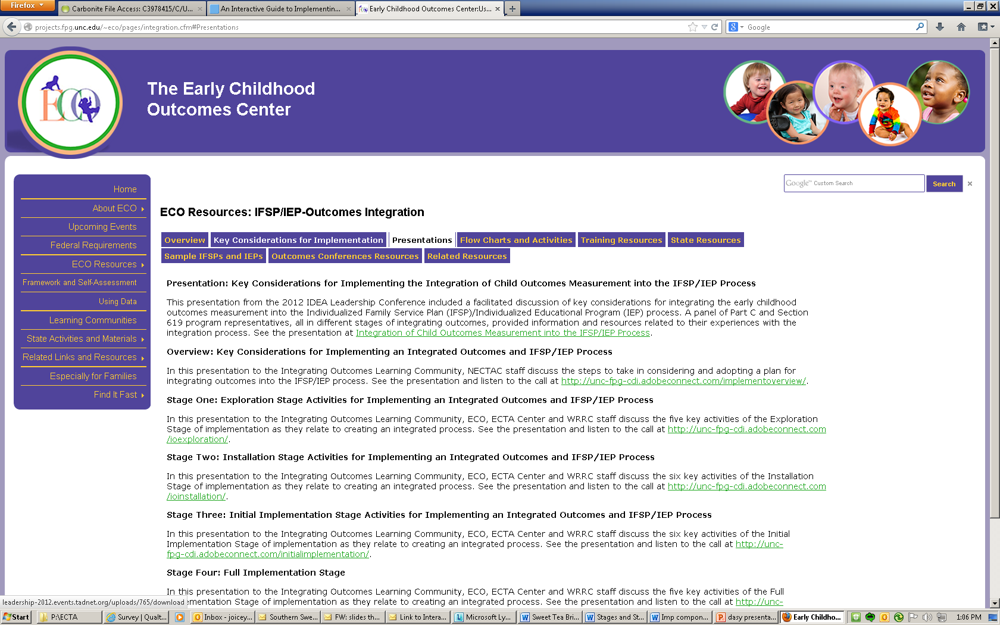 Firefox
Carbonite File Access: C3978415/C/U...
An Interactive Guide to Implementin...
Early Childhood Outcomes Center:Us...
projects.fpg.unc.edu/~eco/pages/integration.cfm#Presentations
Google
ECO
The Early Childhood
Outcomes Center
Google™ Custom Search
Search
Home
About ECO
Upcoming Events
Federal Requirements
ECO Resources
Framework and Self-Assessment
Using Data
Learning Communities
State Activities and Materials
Related Links and Resources
Especially for Families
Find It Fast
ECO Resources: IFSP/IEP-Outcomes Integration
Overview Key Considerations for Implementation Presentations Flow Charts and Activities Training Resources State Resources
Sample IFSPs and IEPs Outcomes Conferences Resources Related Resources
Presentation: Key Considerations for Implementing the Integration of Child Outcomes Measurement into the IFSP/IEP Process
This presentation from the 2012 IDEA Leadership Conference included a facilitated discussion of key considerations for integrating the early childhood
outcomes measurement into the Individualized Family Service Plan (IFSP)/Individualized Educational Program (IEP) process. A panel of Part C and Section
619 program representatives, all in different stages of integrating outcomes, provided information and resources related to their experiences with the
integration process. See the presentation at Integration of Child Outcomes Measurement into the IFSP/IEP Process.
Overview: Key Considerations for Implementing an Integrated Outcomes and IFSP/IEP Process
In this presentation to the Integrating Outcomes Learning Community, NECTAC staff discuss the steps to take in considering and adopting a plan for
integrating outcomes into the IFSP/IEP process. See the presentation and listen to the call at http://unc-fpg-cdi.adobeconnect.com/implementoverview/.
Stage One: Exploration Stage Activities for Implementing an Integrated Outcomes and IFSP/IEP Process
In this presentation to the Integrating Outcomes Learning Community, ECO, ECTA Center and WRRC staff discuss the five key activities of the Exploration
Stage of implementation as they relate to creating an integrated process. See the presentation and listen to the call at http://unc-fpg-cdi.adobeconnect.com
/ioexploration/.
Stage Two: Installation Stage Activities for Implementing an Integrated Outcomes and IFSP/IEP Process
In this presentation to the Integrating Outcomes Learning Community, ECO, ECTA Center and WRRC staff discuss the six key activities of the Installation
Stage of implementation as they relate to creating an integrated process. See the presentation and listen to the call at http://unc-fpg-cdi.adobeconnect.com
/ioinstallation/.
Stage Three: Initial Implementation Stage Activities for Implementing an Integrated Outcomes and IFSP/IEP Process
In this presentation to the Integrating Outcomes Learning Community, ECO, ECTA Center and WRRC staff discuss the six key activities of the Initial
Implementation Stage of implementation as they relate to creating an integrated process. See the presentation and listen to the call at http://unc-
fpg-cdi.adobeconnect.com/initialimplementation/.
Stage Four: Full Implementation Stage
In this presentation to the Integrating Outcomes Learning Community, ECO, ECTA Center and WRRC staff discuss the five key activities of the Full
lementation as they relate to creating an integrated process. See the presentation and listen to the call at http://unc-
leadership-2012.events.tadnet.org/uploads/765/download
Start P:\ECTA Survey | Qualt... Inbox - joicey... Southern Swe... FW: slides th... Link to Intera... Microsoft Ly... Sweet Tea Bri... Stages and St... Imp compon... dasy presenta... Early Childho... 1:06 PM